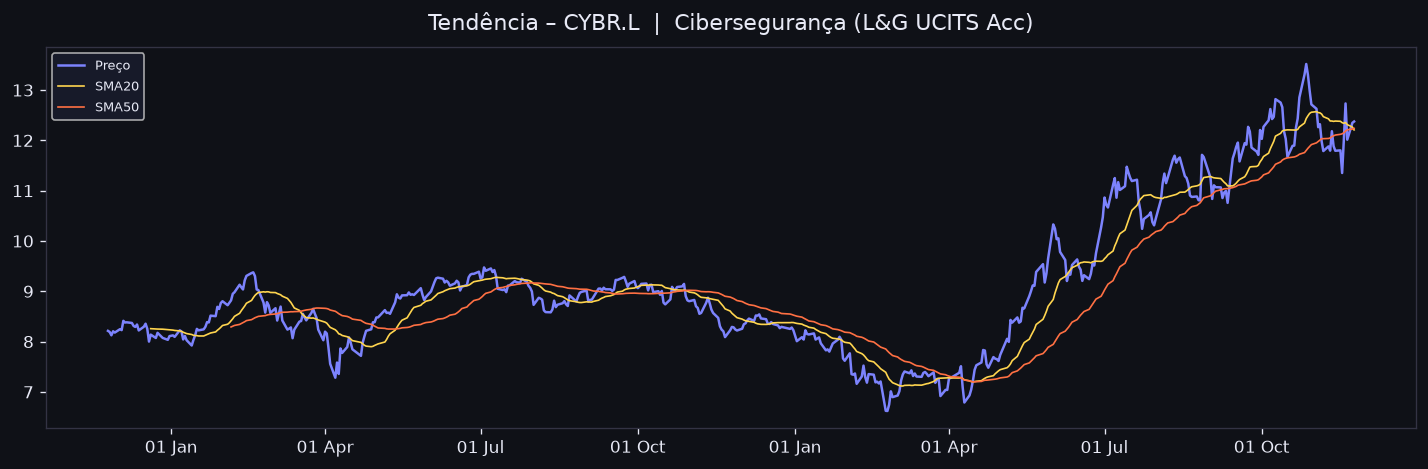 Tendência – CYBR.L | Cibersegurança (L&G UCITS Acc)
Preço
SMA20
SMA50
13
12
11
10
9
8
7
01 Jan
01 Apr
01 Jul
01 Oct
01 Jan
01 Apr
01 Jul
01 Oct